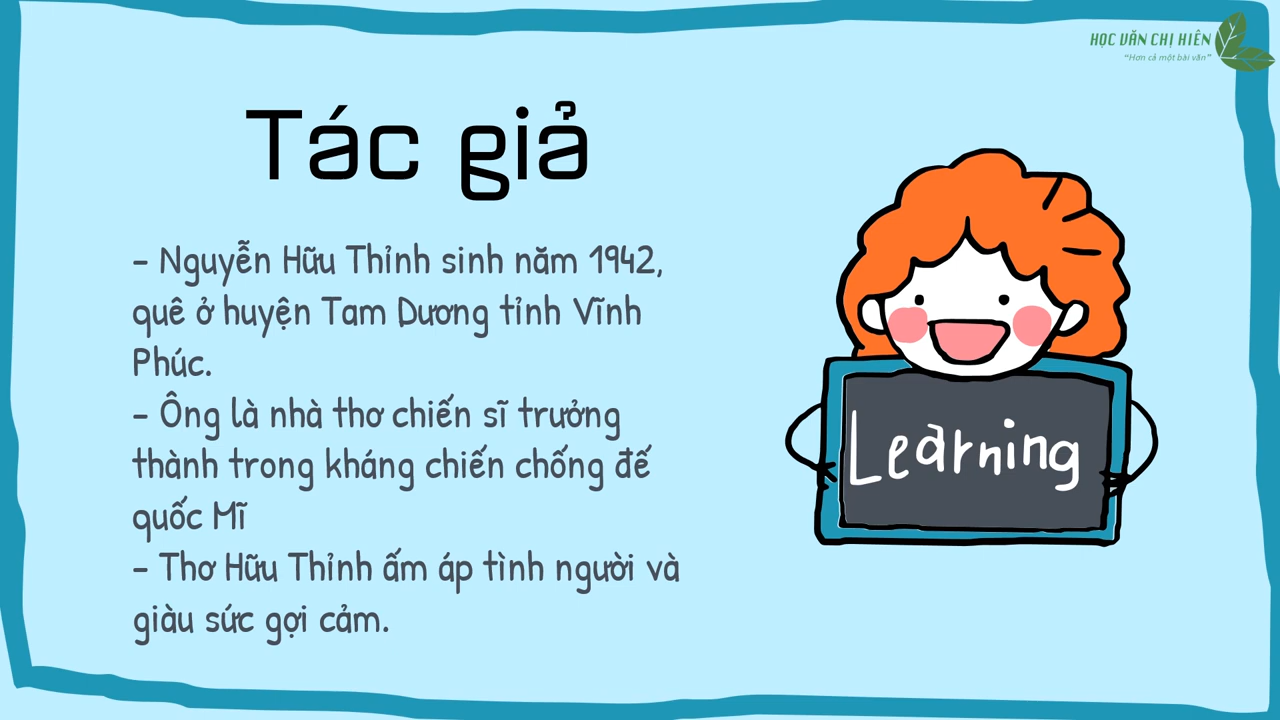 HỌC VĂN CHỊ HIÊN
"Hơn cả một bài văn"
Tác giả
- Nguyễn Hữu Thỉnh sinh năm 1942,
quê ở huyện Tam Dương tỉnh Vĩnh
Phúc.
- Ông là nhà thơ chiến sĩ trưởng
thành trong kháng chiến chống đế
quốc Mĩ
- Thơ Hữu Thỉnh ấm áp tình người và
giàu sức gợi cảm.
Learning